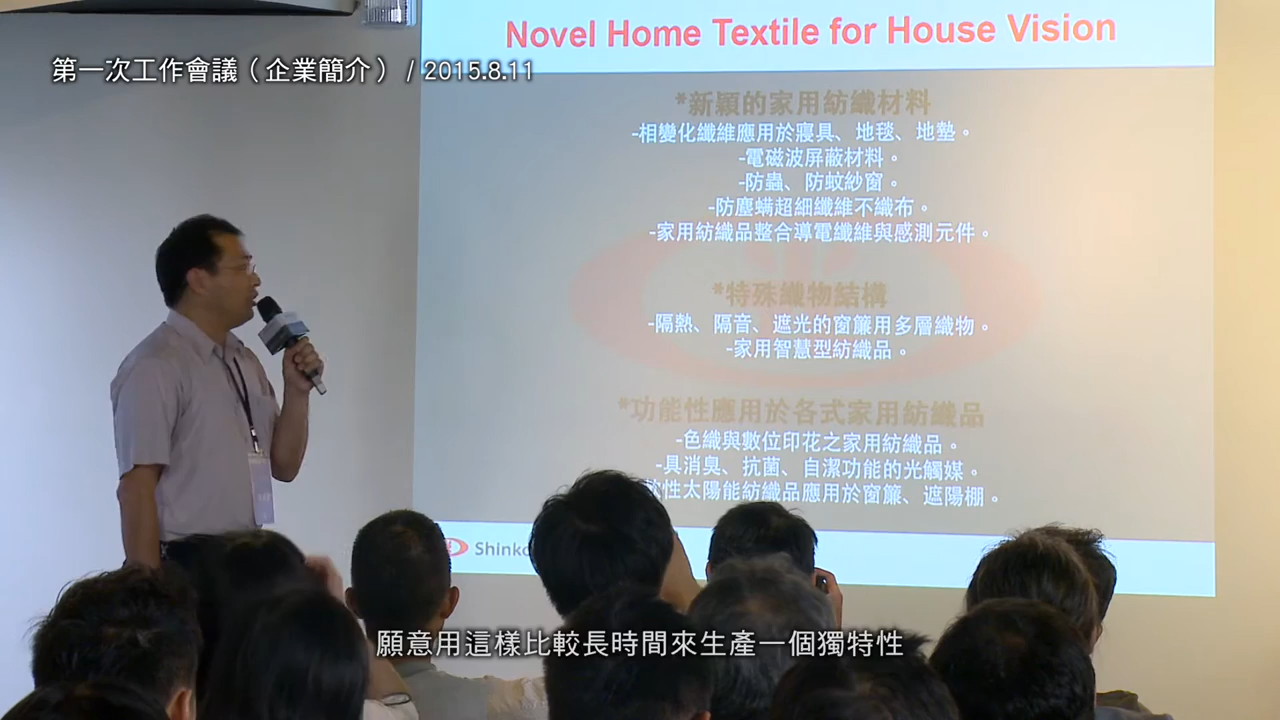 Novel Home Textile for House Vision
第一次工作會議（企業簡介） / 2015.8.11
*新穎的家用紡織材料
-相變化纖維應用於寢具、地毯、地墊。
-電磁波屏蔽材料。
-防蟲、防蚊紗窗。
-防塵螨超細纖維不織布。
-家用紡織品整合導電纖維與感測元件。
*特殊織物結構
-隔熱、隔音、遮光的窗簾用多層織物。
-家用智慧型紡織品。
*功能性應用於各式家用紡織品
-色織與數位印花之家用紡織品。
-具消臭、抗菌、自潔功能的光觸媒。
性太陽能紡織品應用於窗簾、遮陽棚。
Shinko
願意用這樣比較長時間來生產一個獨特性